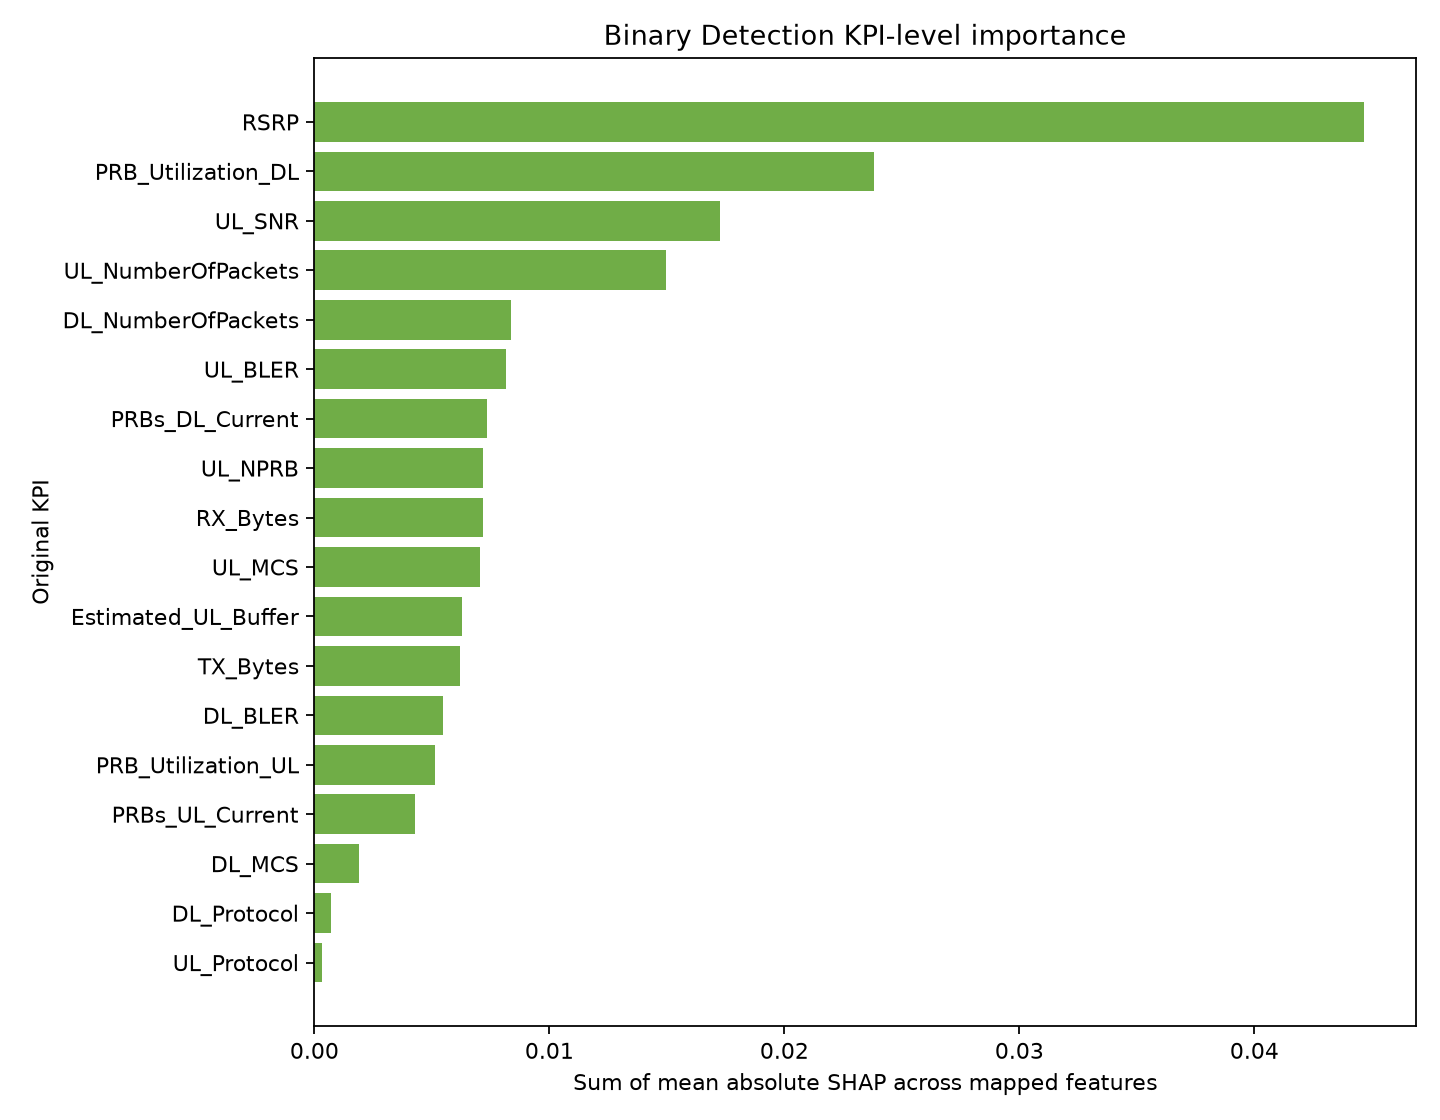 Binary Detection KPI-level importance
Original KPI
RSRP
PRB_Utilization_DL
UL_SNR
UL_NumberOfPackets
DL_NumberOfPackets
UL_BLER
PRBs_DL_Current
UL_NPRB
RX_Bytes
UL_MCS
Estimated_UL_Buffer
TX_Bytes
DL_BLER
PRB_Utilization_UL
PRBs_UL_Current
DL_MCS
DL_Protocol
UL_Protocol
0.00 0.01 0.02 0.03 0.04
Sum of mean absolute SHAP across mapped features